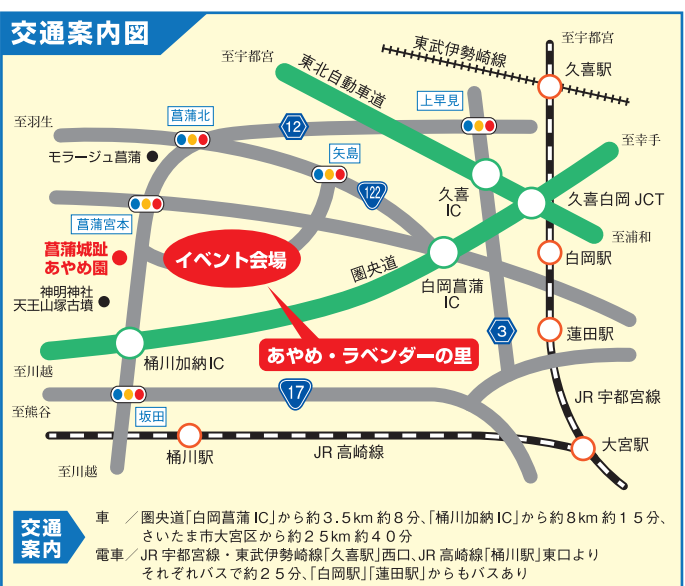 交通案内図
至宇都宮
東武伊勢崎線
至宇都宮
久喜駅
東北自動車道
上早見
菖蒲北
至羽生
12
至幸手
モラージュ菖蒲
矢島
122
久喜
IC
久喜白岡 JCT
菖蒲宮本
至浦和
菖蒲城趾
あやめ園
イベント会場
圏央道
白岡菖蒲
IC
白岡駅
神明神社
天王山塚古墳
3
蓮田駅
あやめ・ラベンダーの里
桶川加納IC
至川越
17
JR 宇都宮線
至熊谷
坂田
大宮駅
桶川駅
JR 高崎線
至川越
交通
案内
車 ／圏央道｢白岡菖蒲 IC｣から約3.5km 約8分､｢桶川加納 IC｣から約8km 約15分､
さいたま市大宮区から約25km 約40分
電車／JR 宇都宮線・東武伊勢崎線｢久喜駅｣西口､JR 高崎線｢桶川駅｣東口より
それぞれバスで約25分､｢白岡駅｣｢蓮田駅｣からもバスあり